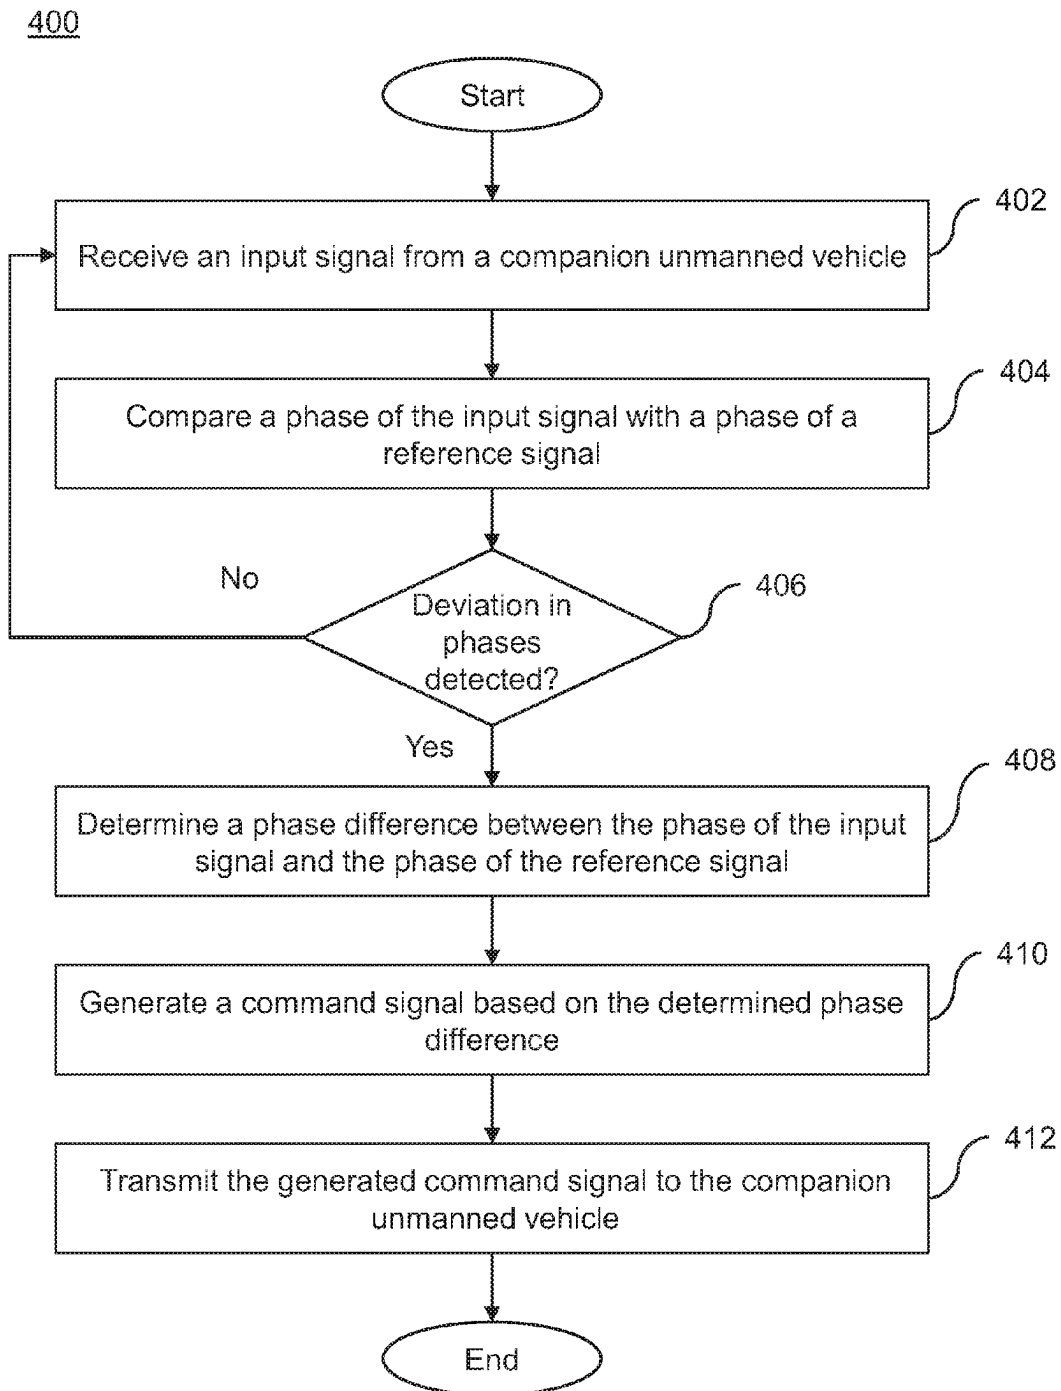 400
Start
402
Receive an input signal from a companion unmanned vehicle
404
Compare a phase of the input signal with a phase of a
reference signal
No
406
Deviation in
phases
detected?
Yes
408
Determine a phase difference between the phase of the input
signal and the phase of the reference signal
410
Generate a command signal based on the determined phase
difference
412
Transmit the generated command signal to the companion
unmanned vehicle
End